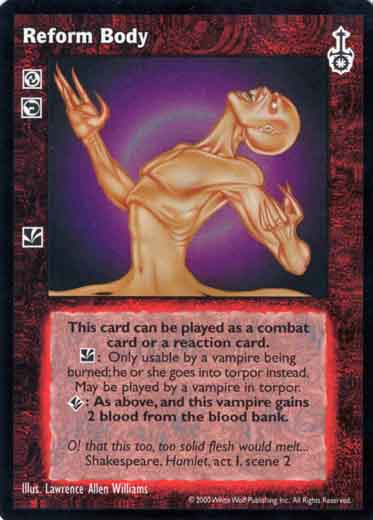 Reform Body
This card can be played as a combat
card or a reaction card.
: Only usable by a vampire being
burned; he or she goes into torpor instead.
May be played by a vampire in torpor.
: As above, and this vampire gains
2 blood from the blood bank.
O! that this too, too solid flesh would melt...
Shakespeare, Hamlet, act I, scene 2
Illus. Lawrence Allen Williams
© 2000 White Wolf Publishing Inc. All Rights Reserved.